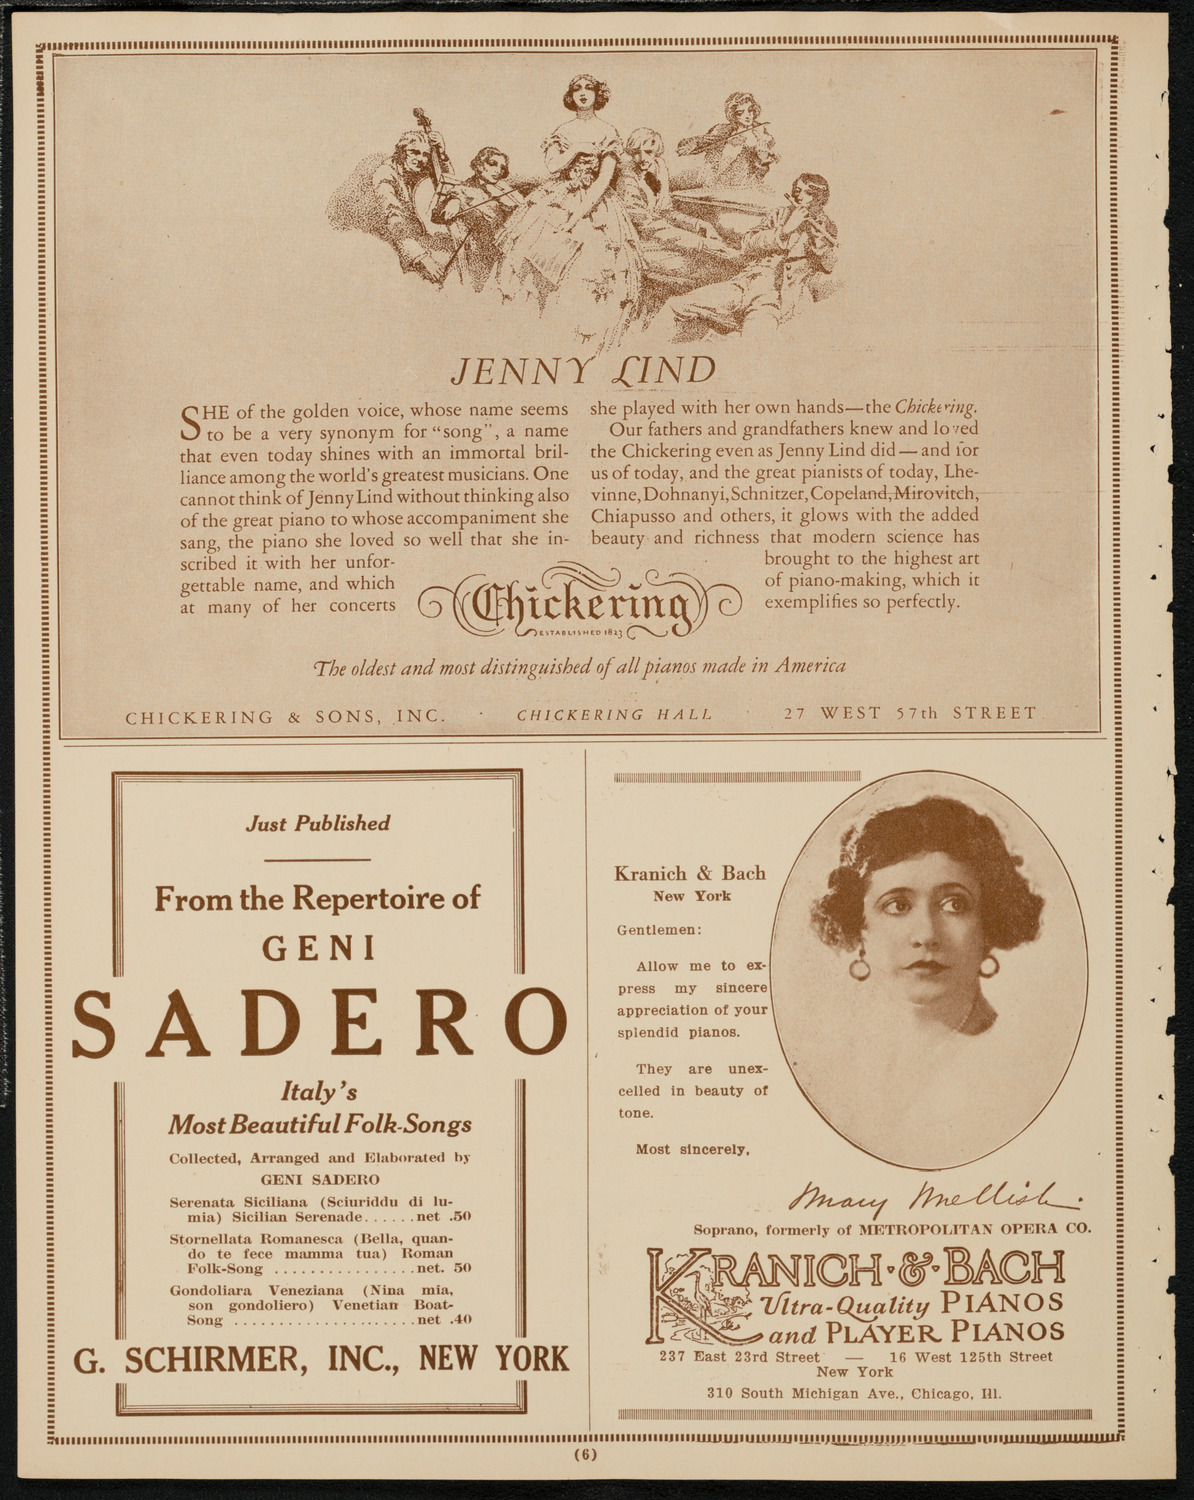 JENNY LIND
SHE of the golden voice, whose name seems
to be a very synonym for "song", a name
that even today shines with an immortal bril-
liance among the world's greatest musicians. One
cannot think of Jenny Lind without thinking also
of the great piano to whose accompaniment she
sang, the piano she loved so well that she in-
scribed it with her unfor-
gettable name, and which
at many of her concerts
she played with her own hands—the Chickering.
Our fathers and grandfathers knew and loved
the Chickering even as Jenny Lind did—and for
us of today, and the great pianists of today, Lhe-
vinne, Dohnanyi, Schnitzer, Copeland, Mirovitch,
Chiapusso and others, it glows with the added
beauty and richness that modern science has
brought to the highest art
of piano-making, which it
exemplifies so perfectly.
Chickering
ESTABLISHED 1823
The oldest and most distinguished of all pianos made in America
CHICKERING & SONS, INC. · CHICKERING HALL · 27 WEST 57th STREET
Just Published
From the Repertoire of
GENI
SADERO
Italy's
Most Beautiful Folk-Songs
Collected, Arranged and Elaborated by
GENI SADERO
Serenata Siciliana (Sciuriddu di lu-
mia) Sicilian Serenade......net .50
Stornellata Romanesca (Bella, quan-
do te fece mamma tua) Roman
Folk-Song ................net. 50
Gondoliara Veneziana (Nina mia,
son gondoliero) Venetian Boat-
Song .....................net .40
G. SCHIRMER, INC., NEW YORK
Kranich & Bach
New York
Gentlemen:
Allow me to ex-
press my sincere
appreciation of your
splendid pianos.
They are unex-
celled in beauty of
tone.
Most sincerely,
Mary Mellish.
Soprano, formerly of METROPOLITAN OPERA CO.
KRANICH·&·BACH
Ultra-Quality PIANOS
and PLAYER PIANOS
237 East 23rd Street — 16 West 125th Street
New York
310 South Michigan Ave., Chicago, Ill.
(6)